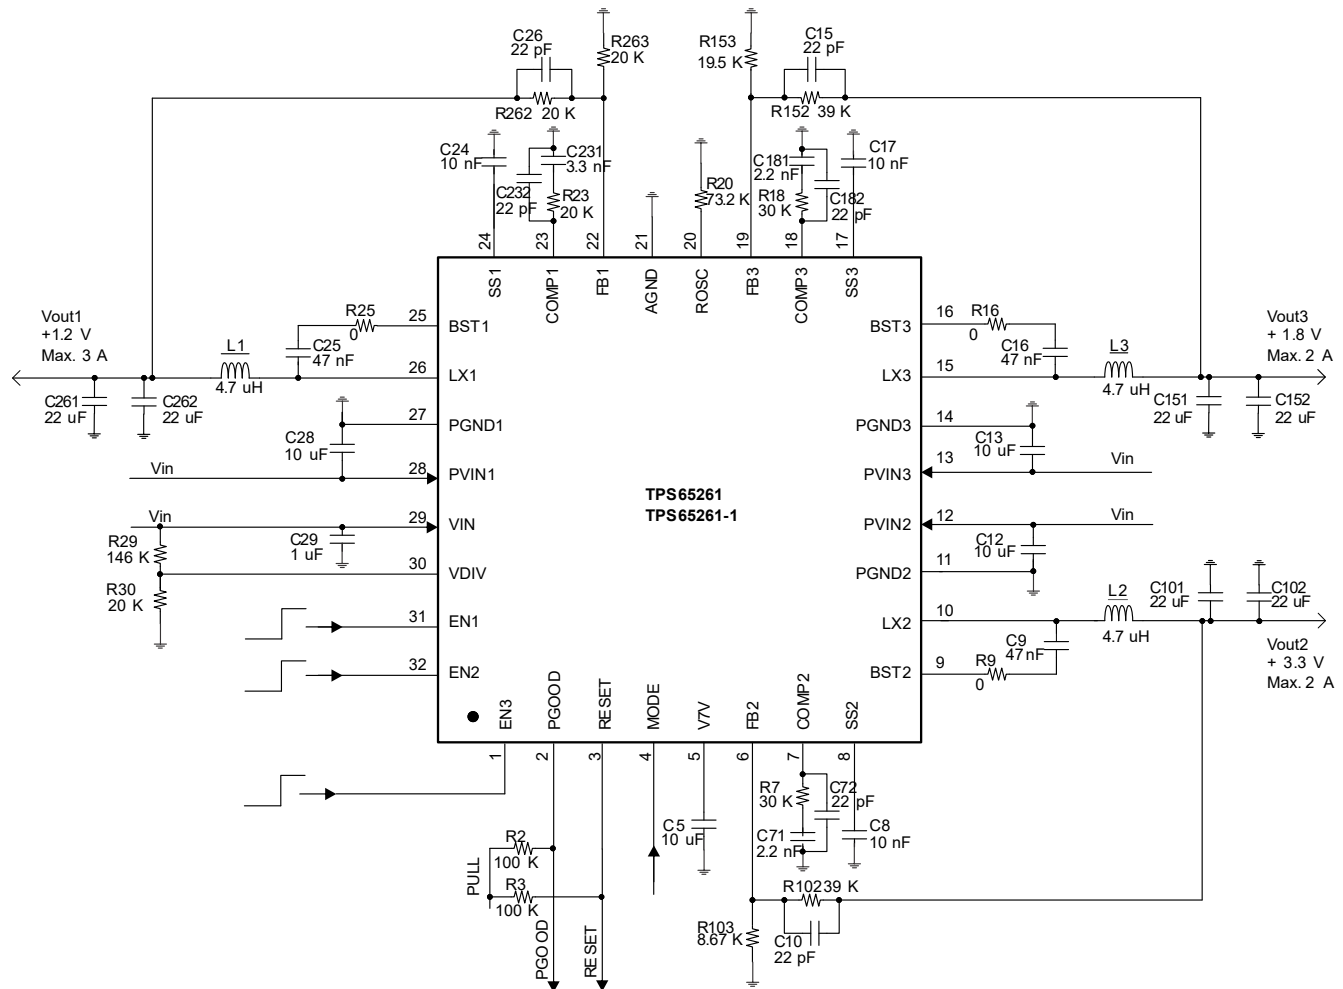 C26
22 pF
R263
20 K
R262 20 K
R153
19.5 K
C15
22 pF
R152 39 K
C24
10 nF
C231
3.3 nF
C232
22 pF
R23
20 K
R20
73.2 K
C181
2.2 nF
R18
30 K
C182
22 pF
C17
10 nF
24
23
22
21
20
19
18
17
SS1
COMP1
FB1
AGND
ROSC
FB3
COMP3
SS3
Vout1
+1.2 V
Max. 3 A
L1
4.7 uH
R25
0
C25
47 nF
C261
22 uF
C262
22 uF
25
BST1
26
LX1
27
PGND1
28
PVIN1
29
VIN
30
VDIV
31
EN1
32
EN2
C28
10 uF
Vin
Vin
C29
1 uF
R29
146 K
R30
20 K
TPS65261
TPS65261-1
BST3
16
LX3
15
PGND3
14
PVIN3
13
PVIN2
12
PGND2
11
LX2
10
BST2
9
R16
0
C16
47 nF
L3
4.7 uH
Vout3
+ 1.8 V
Max. 2 A
C151
22 uF
C152
22 uF
C13
10 uF
Vin
Vin
C12
10 uF
L2
4.7 uH
C101
22 uF
C102
22 uF
C9
47 nF
R9
0
Vout2
+ 3.3 V
Max. 2 A
EN3
PGOOD
RESET
MODE
V7V
FB2
COMP2
SS2
1
2
3
4
5
6
7
8
R2
100 K
R3
100 K
PULL
PGOOD
RESET
C5
10 uF
R7
30 K
C72
22 pF
C71
2.2 nF
C8
10 nF
R102 39 K
R103
8.67 K
C10
22 pF